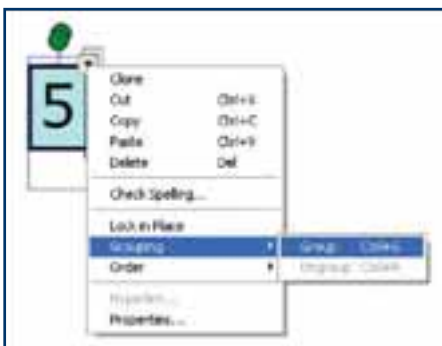 5
Clone
Cut Ctrl+X
Copy Ctrl+C
Paste Ctrl+V
Delete Del
Check Spelling...
Lock in Place
Grouping Group Ctrl+G
Order Ungroup
Properties...